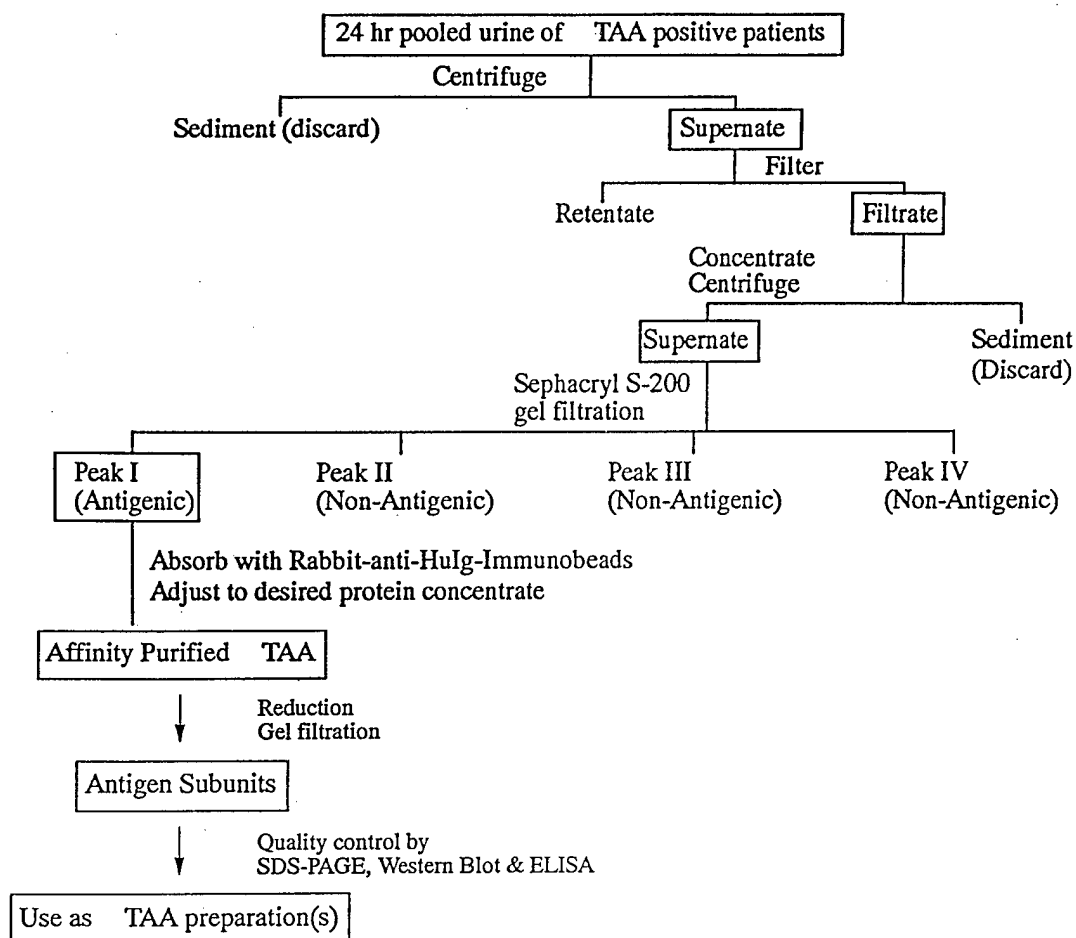 24 hr pooled urine of TAA positive patients
Centrifuge
Sediment (discard)
Supernate
Filter
Retentate
Filtrate
Concentrate
Centrifuge
Supernate
Sediment
(Discard)
Sephacryl S-200
gel filtration
Peak I
(Antigenic)
Peak II
(Non-Antigenic)
Peak III
(Non-Antigenic)
Peak IV
(Non-Antigenic)
Absorb with Rabbit-anti-HuIg-Immunobeads
Adjust to desired protein concentrate
Affinity Purified TAA
Reduction
Gel filtration
Antigen Subunits
Quality control by
SDS-PAGE, Western Blot & ELISA
Use as TAA preparation(s)